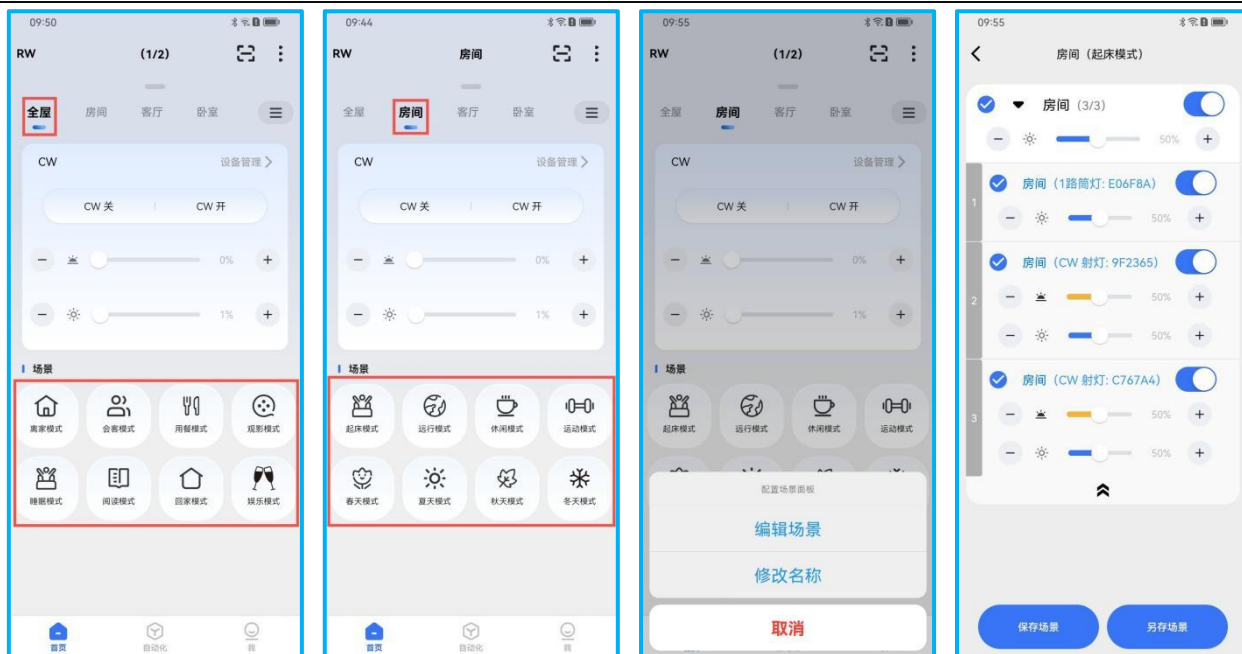 09:50
RW (1/2)
全屋 房间 客厅 卧室
CW 设备管理
CW 关 CW 开
0%
1%
场景
离家模式 会客模式 用餐模式 观影模式
睡眠模式 阅读模式 回家模式 娱乐模式
首页 自动化 我
09:44
RW 房间
全屋 房间 客厅 卧室
CW 设备管理
CW 关 CW 开
0%
1%
场景
起床模式 远行模式 休闲模式 运动模式
春天模式 夏天模式 秋天模式 冬天模式
首页 自动化 我
09:55
RW (1/2)
全屋 房间 客厅 卧室
CW 设备管理
CW 关 CW 开
0%
1%
场景
起床模式 远行模式 休闲模式 运动模式
配置场景面板
编辑场景
修改名称
取消
09:55
房间（起床模式）
房间 (3/3)
50%
1
房间（1路筒灯: E06F8A）
50%
2
房间（CW 射灯: 9F2365）
50%
50%
3
房间（CW 射灯: C767A4）
50%
50%
保存场景 另存场景